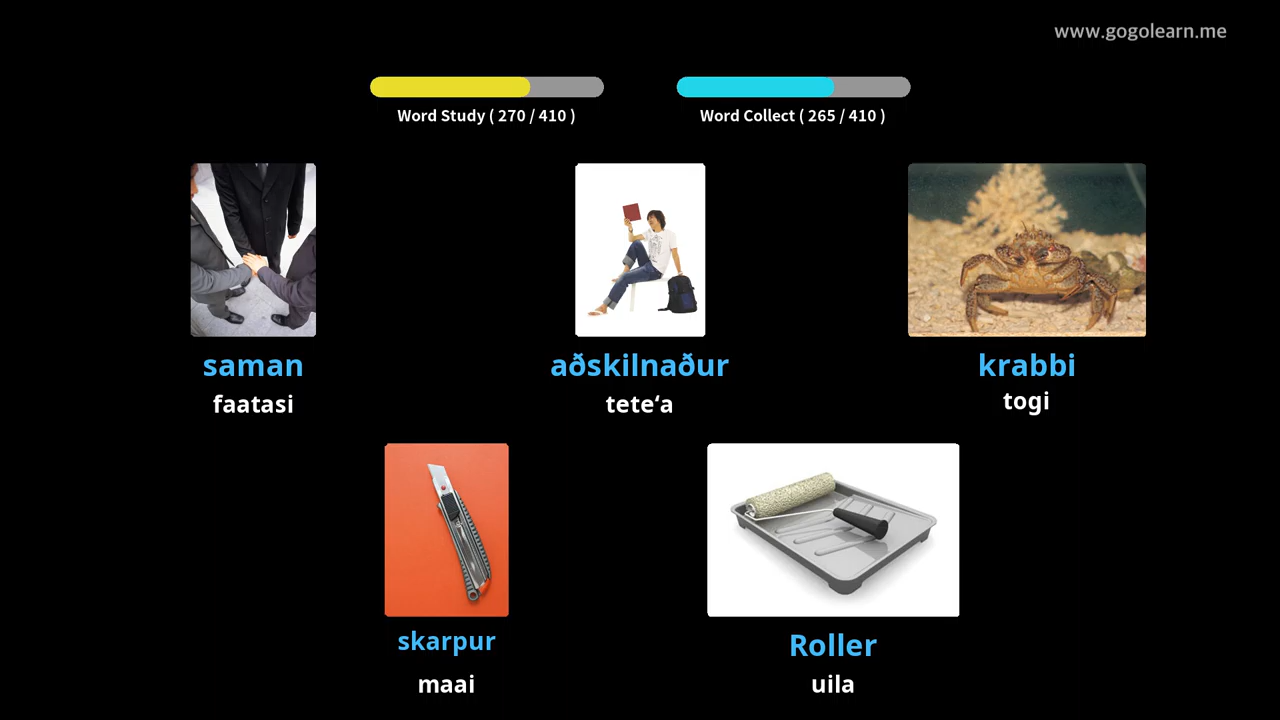 www.gogolearn.me
Word Study ( 270 / 410 )
Word Collect ( 265 / 410 )
saman
faatasi
aðskilnaður
teteʻa
krabbi
togi
skarpur
maai
Roller
uila